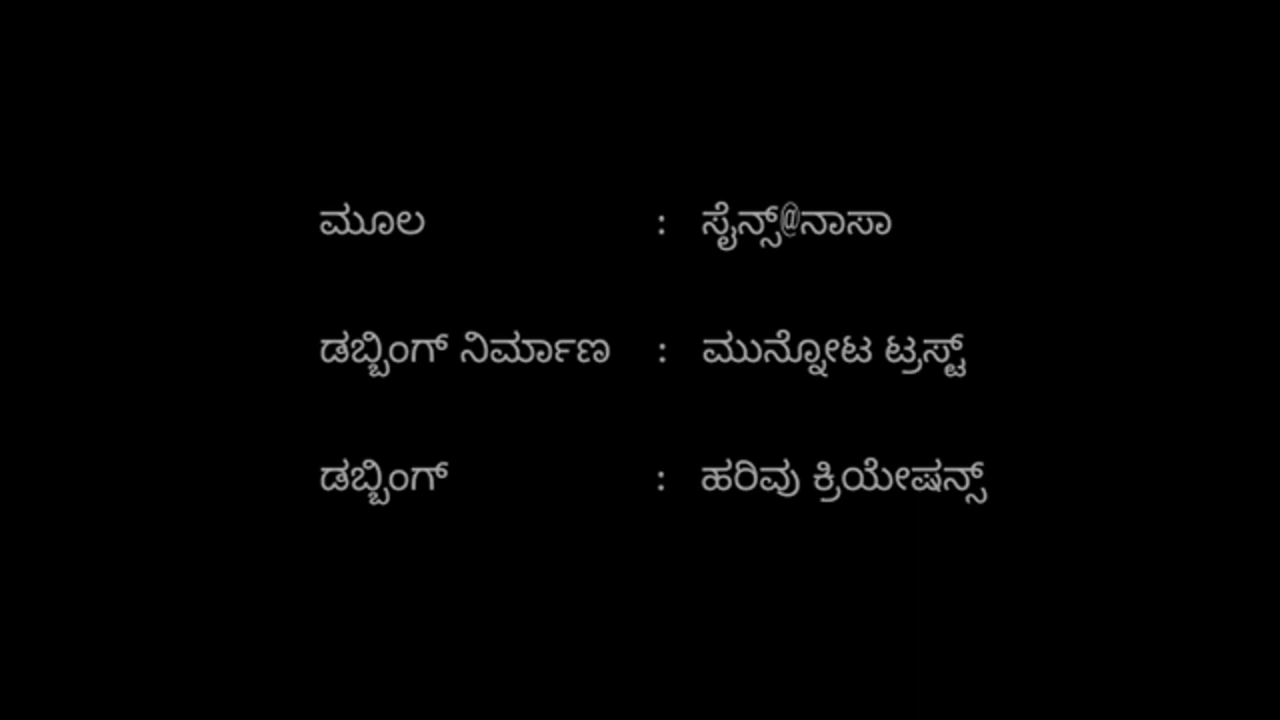 ಮೂಲ : ಸೈನ್ಸ್@ನಾಸಾ
ಡಬ್ಬಿಂಗ್ ನಿರ್ಮಾಣ : ಮುನ್ನೋಟ ಟ್ರಸ್ಟ್
ಡಬ್ಬಿಂಗ್ : ಹರಿವು ಕ್ರಿಯೇಷನ್ಸ್